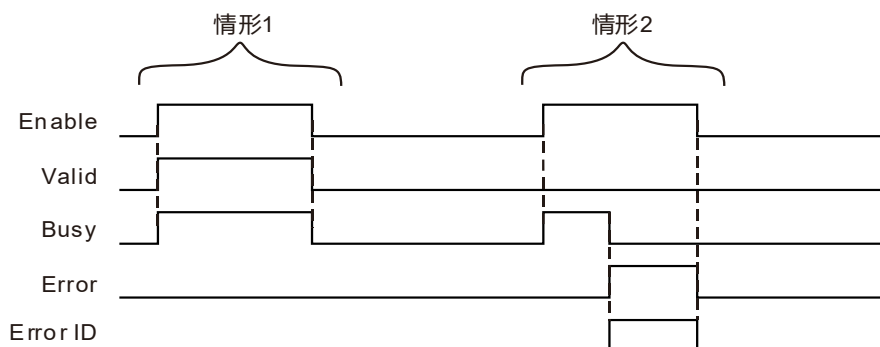 情形1
情形2
Enable
Valid
Busy
Error
Error ID